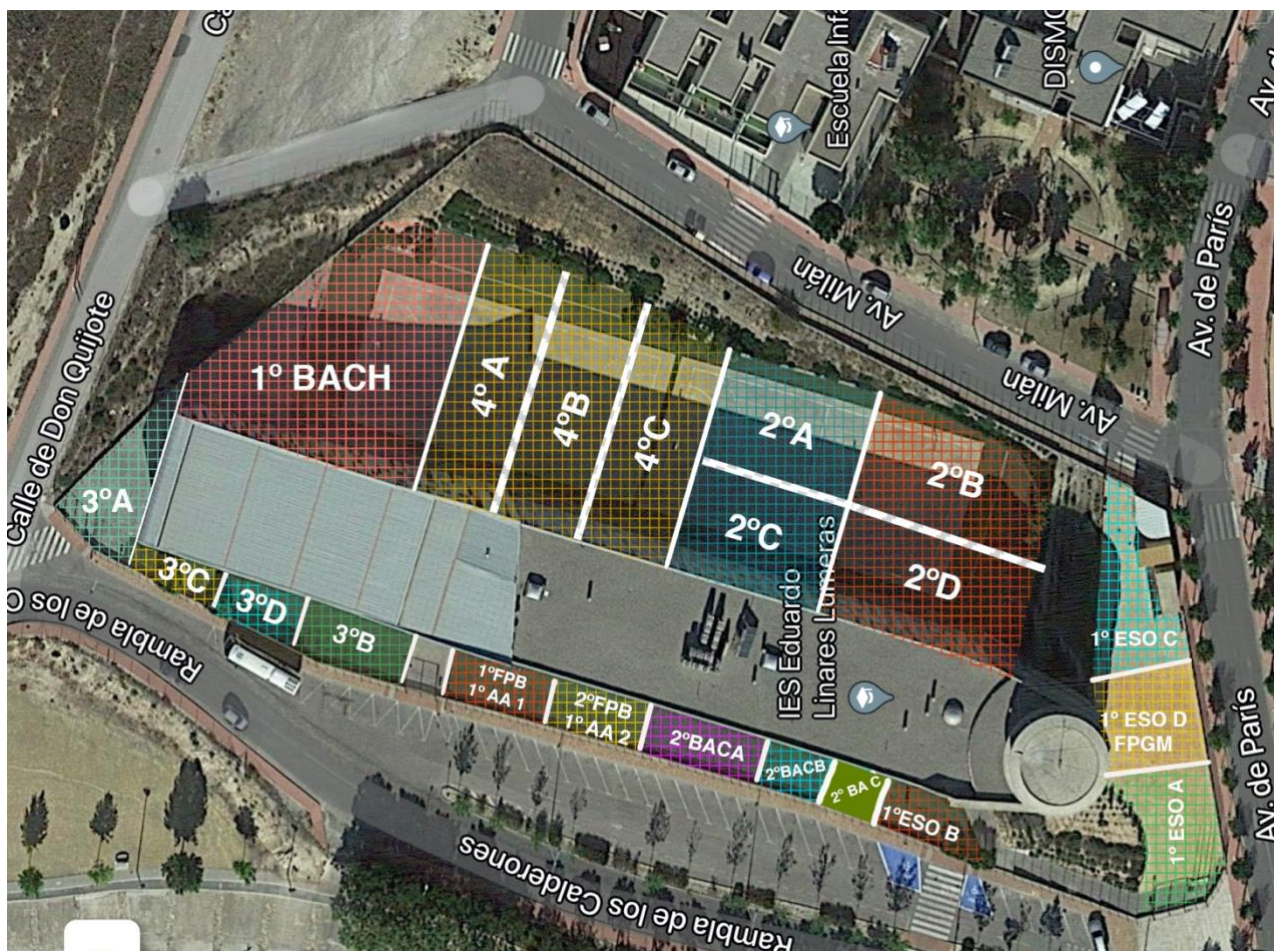 Ca
Escuela Infa
DISMO
Av. d
Av. Milán
Av. de París
Calle de Don Quijote
Av. Milán
1º BACH
4º A
4ºB
4ºC
2ºA
2ºB
3ºA
2ºC
2ºD
3ºC
3ºD
3ºB
IES Eduardo
Linares Lumeras
1º ESO C
Rambla de los C
1ºFPB
1º AA 1
2ºFPB
1º AA 2
2ºBACA
2ºBACB
2º BA C
1ºESO B
1º ESO D
FPGM
1º ESO A
Av. de París
Rambla de los Calderones